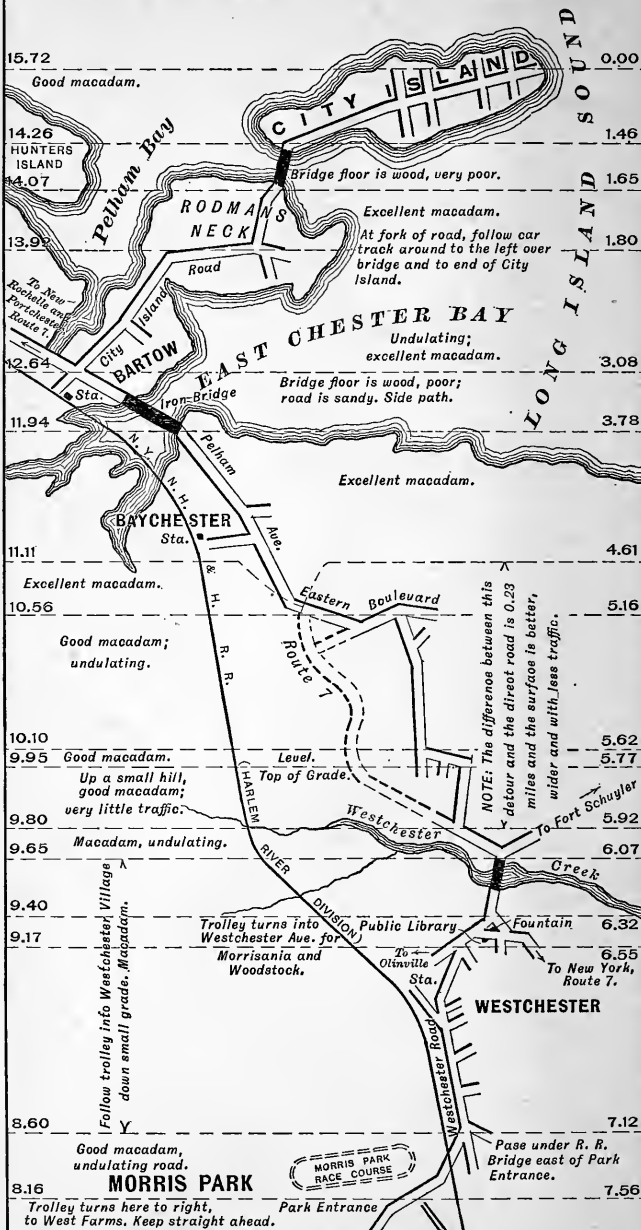 15.72
0.00
Good macadam.
CITY ISLAND
LONG ISLAND SOUND
14.26
1.46
HUNTERS
ISLAND
Pelham Bay
Bridge floor is wood, very poor.
14.07
1.65
RODMANS
NECK
Excellent macadam.
At fork of road, follow car
track around to the left over
bridge and to end of City
Island.
13.92
1.80
City Island Road
To New
Rochelle and
Portchester
Route 7.
BARTOW
EAST CHESTER BAY
Undulating;
excellent macadam.
12.64
3.08
Sta.
Iron-Bridge
Bridge floor is wood, poor;
road is sandy. Side path.
11.94
3.78
Pelham Ave.
N. Y. N. H. & H. R. R.
(HARLEM RIVER DIVISION)
Excellent macadam.
BAYCHESTER
Sta.
11.11
4.61
Excellent macadam.
Eastern Boulevard
10.56
5.16
Good macadam;
undulating.
Route 7
NOTE: The difference between this
detour and the direct road is 0.23
miles and the surface is better,
wider and with less traffic.
10.10
5.62
Good macadam.
Level.
9.95
5.77
Top of Grade.
Up a small hill,
good macadam;
very little traffic.
To Fort Schuyler
9.80
5.92
Westchester Creek
Macadam, undulating.
9.65
6.07
Follow trolley into Westchester Village
down small grade. Macadam.
9.40
6.32
Trolley turns into
Westchester Ave. for
Morrisania and
Woodstock.
Public Library
Fountain
9.17
6.55
To
Olinville
Sta.
To New York,
Route 7.
WESTCHESTER
Westchester Road
8.60
7.12
Good macadam,
undulating road.
MORRIS PARK
RACE COURSE
Pase under R. R.
Bridge east of Park
Entrance.
MORRIS PARK
8.16
7.56
Trolley turns here to right,
to West Farms. Keep straight ahead.
Park Entrance